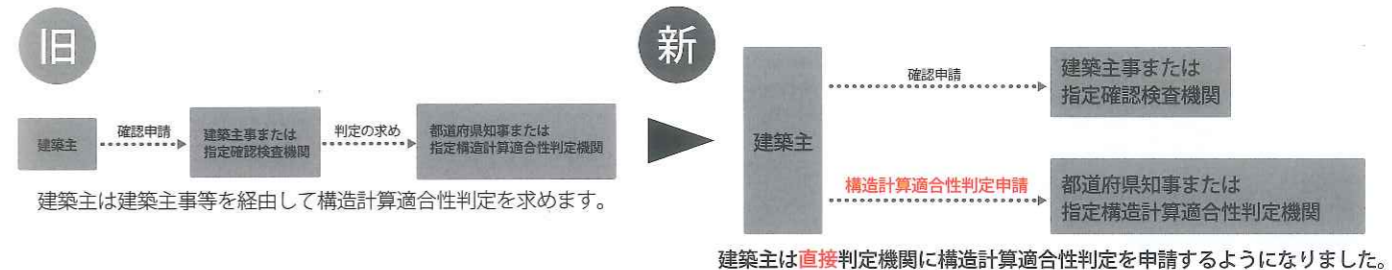 旧
建築主
確認申請
建築主事または
指定確認検査機関
判定の求め
都道府県知事または
指定構造計算適合性判定機関
建築主は建築主事等を経由して構造計算適合性判定を求めます。
新
建築主
確認申請
建築主事または
指定確認検査機関
構造計算適合性判定申請
都道府県知事または
指定構造計算適合性判定機関
建築主は直接判定機関に構造計算適合性判定を申請するようになりました。